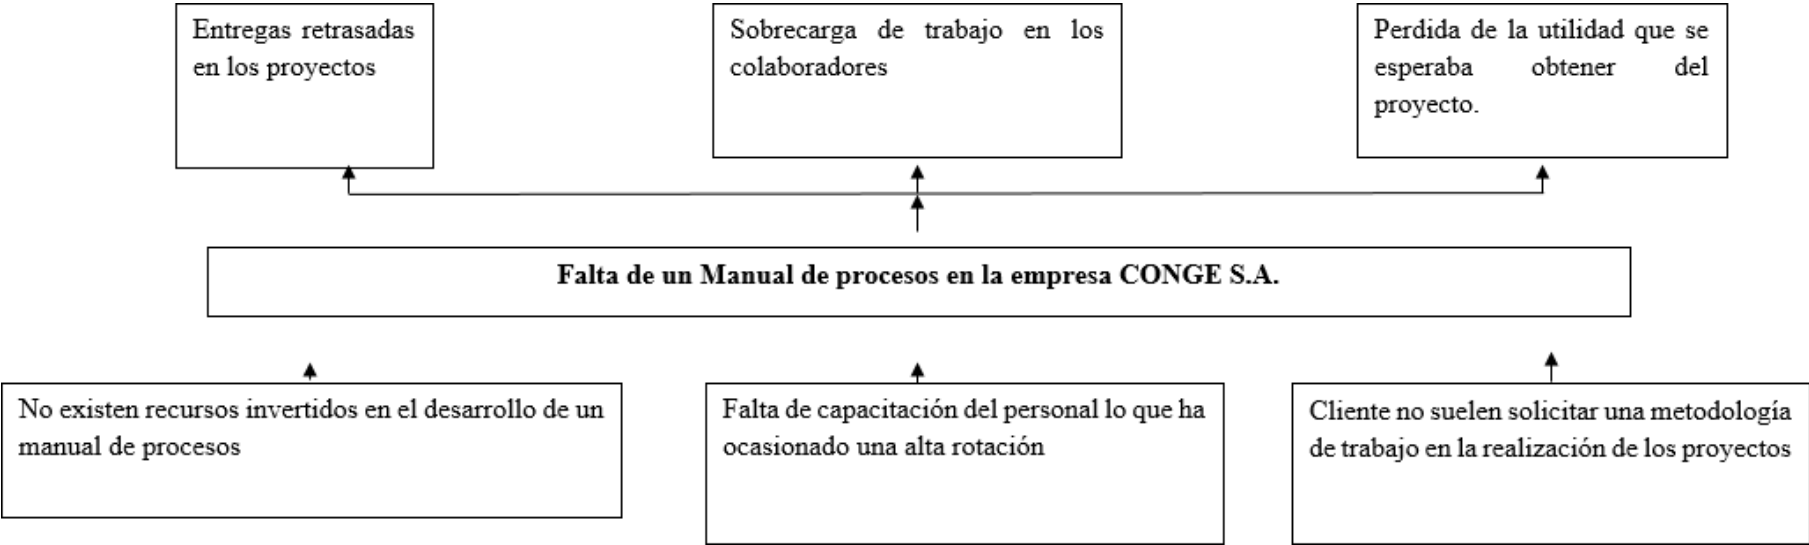 Entregas retrasadas
en los proyectos
Sobrecarga de trabajo en los
colaboradores
Perdida de la utilidad que se
esperaba obtener del
proyecto.
Falta de un Manual de procesos en la empresa CONGE S.A.
No existen recursos invertidos en el desarrollo de un
manual de procesos
Falta de capacitación del personal lo que ha
ocasionado una alta rotación
Cliente no suelen solicitar una metodología
de trabajo en la realización de los proyectos